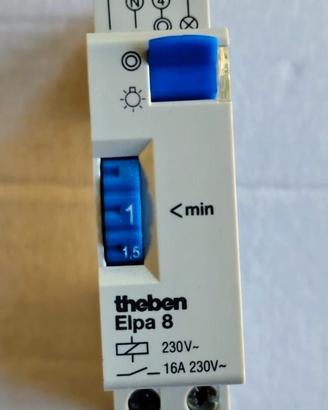 N 4
1
< min
1,5
theben
Elpa 8
230V~
16A 230V~